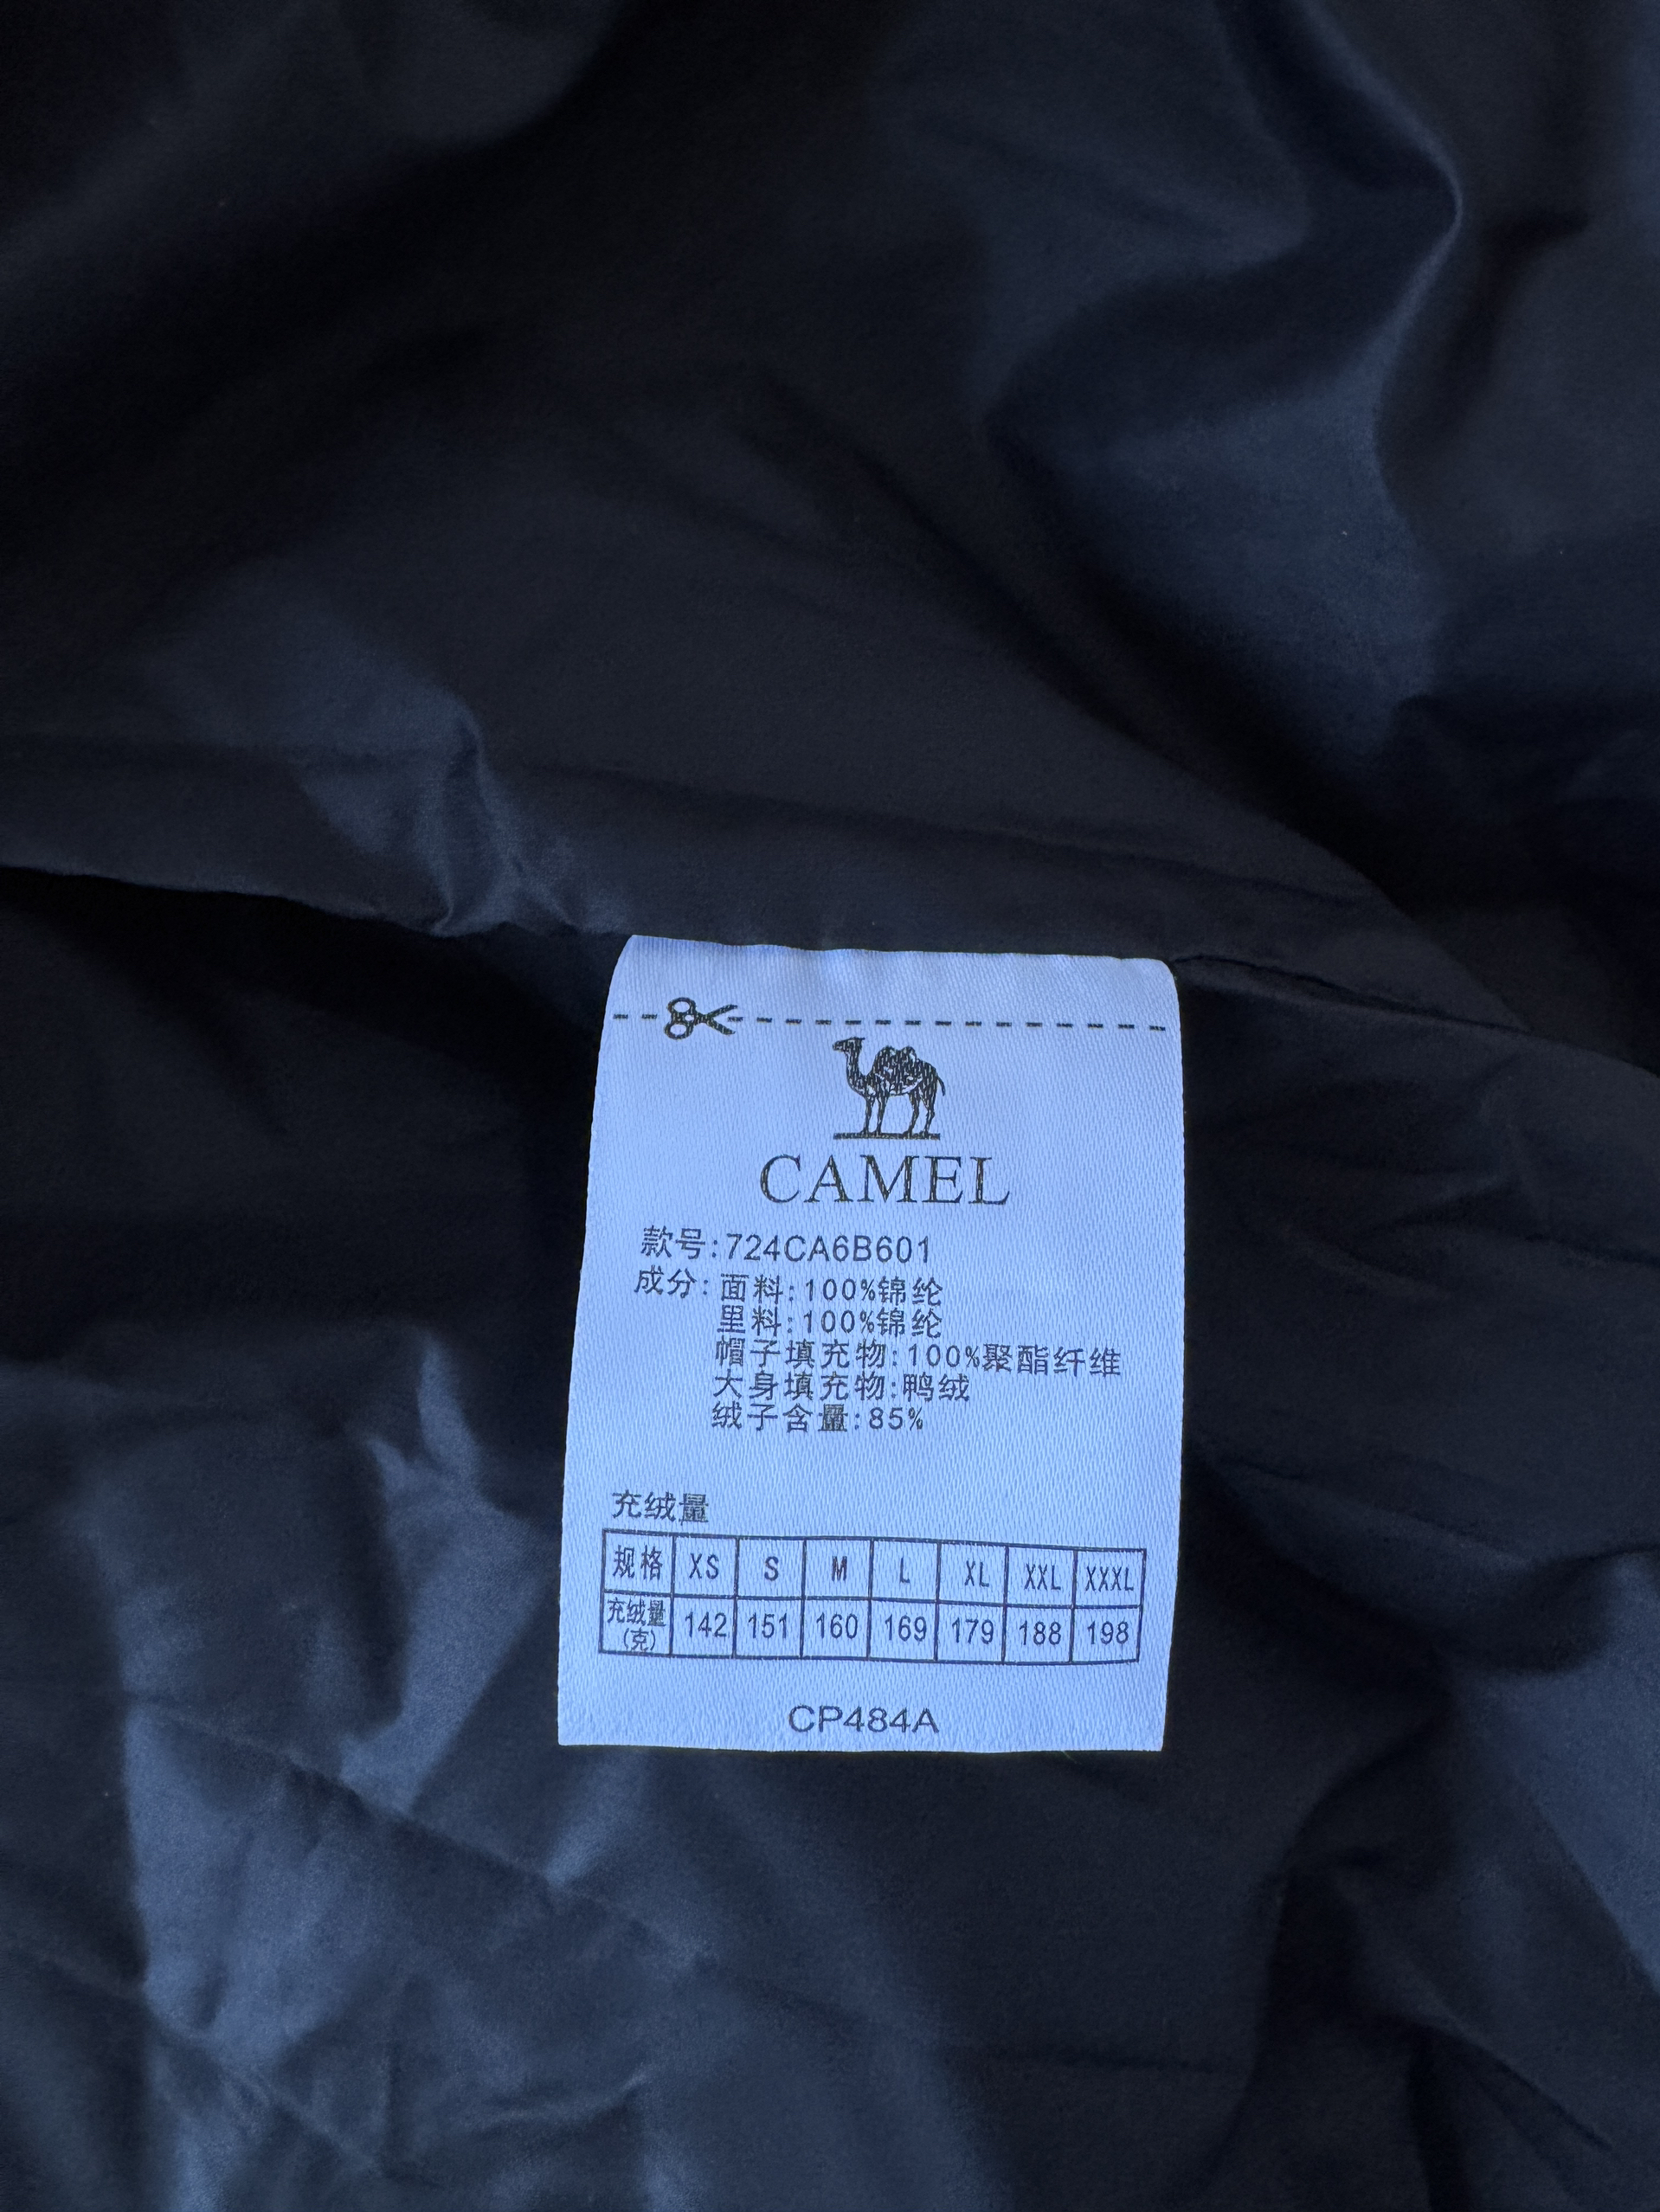 CAMEL
款号:724CA6B601
成分:面料:100%锦纶
里料:100%锦纶
帽子填充物:100%聚酯纤维
大身填充物:鸭绒
绒子含量:85%
充绒量
规格 XS S M L XL XXL XXXL
充绒量(克) 142 151 160 169 179 188 198
CP484A